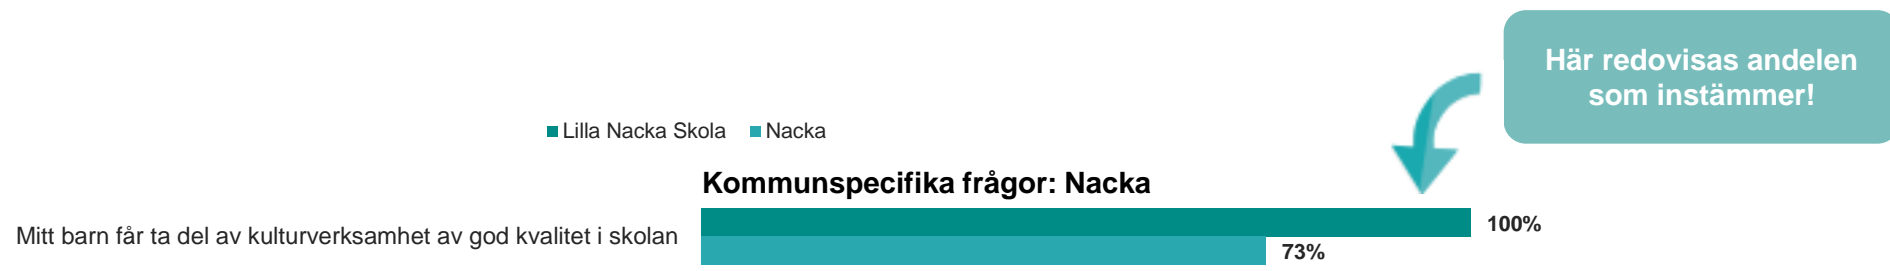 Här redovisas andelen
som instämmer!
Lilla Nacka Skola Nacka
Kommunspecifika frågor: Nacka
Mitt barn får ta del av kulturverksamhet av god kvalitet i skolan
100%
73%